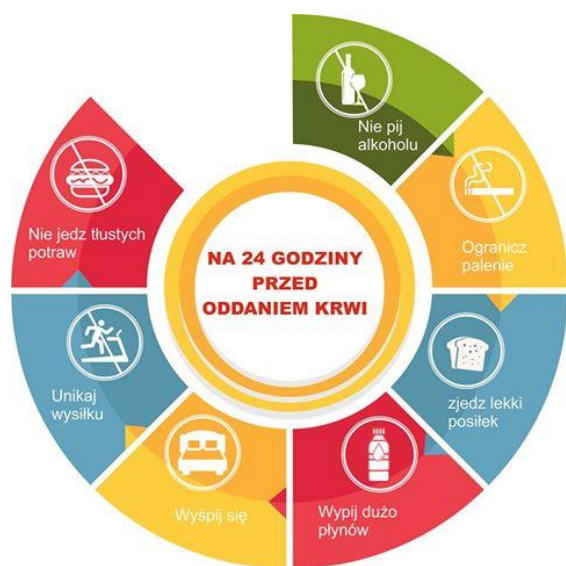 NA 24 GODZINY
PRZED
ODDANIEM KRWI
Nie pij
alkoholu
Ogranicz
palenie
zjedz lekki
posiłek
Wypij dużo
płynów
Wyśpij się
Unikaj
wysiłku
Nie jedz tłustych
potraw